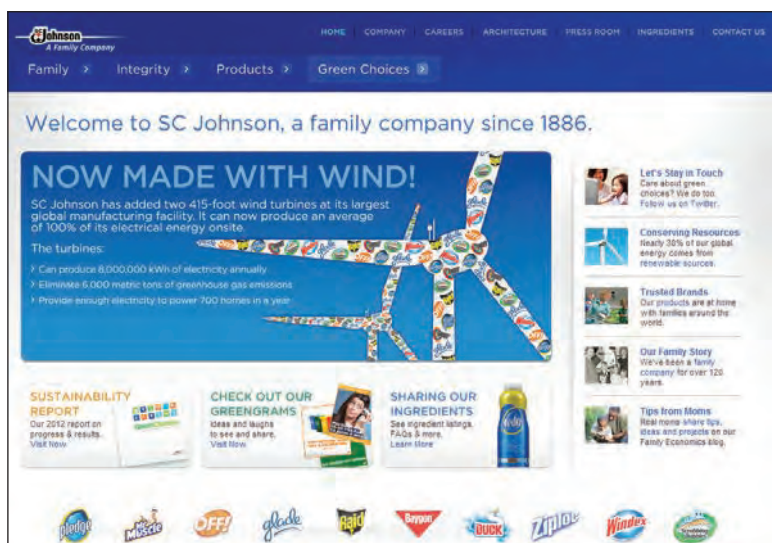 SC Johnson
A Family Company
HOME COMPANY CAREERS ARCHITECTURE PRESS ROOM INGREDIENTS CONTACT US
Family Integrity Products Green Choices
Welcome to SC Johnson, a family company since 1886.
NOW MADE WITH WIND!
SC Johnson has added two 415-foot wind turbines at its largest
global manufacturing facility. It can now produce an average
of 100% of its electrical energy onsite.
The turbines:
Can produce 8,000,000 kWh of electricity annually
Eliminate 6,000 metric tons of greenhouse gas emissions
Provide enough electricity to power 700 homes in a year
Let's Stay in Touch
Care about green
choices? We do too.
Follow us on Twitter.
Conserving Resources
Nearly 38% of our global
energy comes from
renewable sources.
Trusted Brands
Our products are at home
with families around the
world.
Our Family Story
We've been a family
company for over 120
years.
Tips from Moms
Real moms share tips,
ideas and projects on our
Family Economics blog.
SUSTAINABILITY
REPORT
Our 2012 report on
progress & results.
Visit Now
CHECK OUT OUR
GREENGRAMS
Ideas and laughs
to see and share.
Visit Now
SHARING OUR
INGREDIENTS
See ingredient listings,
FAQs & more.
Learn More
pledge
Mr Muscle
OFF!
glade
Raid
Baygon
DUCK
Ziploc
Windex